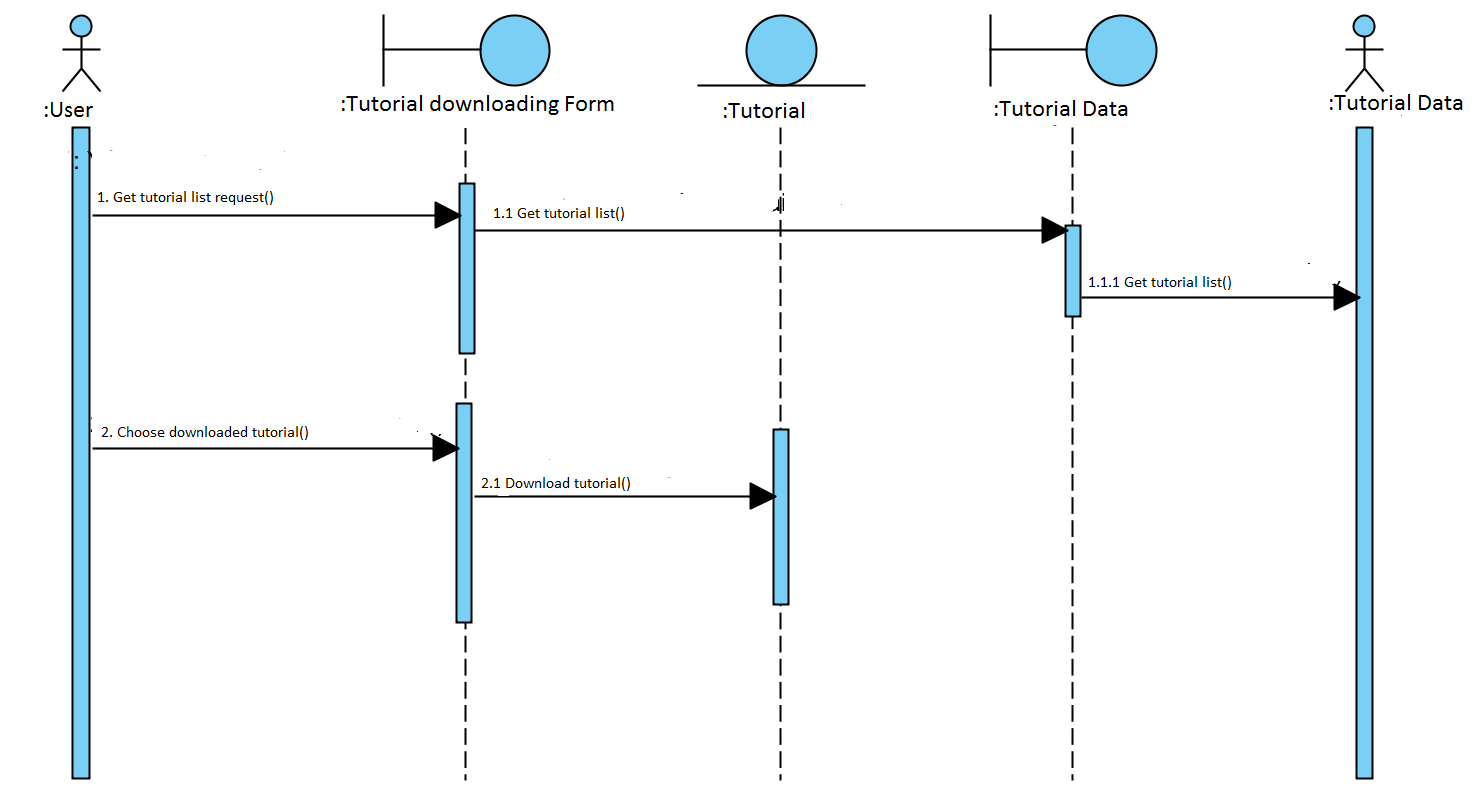 :User
:Tutorial downloading Form
:Tutorial
:Tutorial Data
:Tutorial Data
1. Get tutorial list request()
1.1 Get tutorial list()
1.1.1 Get tutorial list()
2. Choose downloaded tutorial()
2.1 Download tutorial()